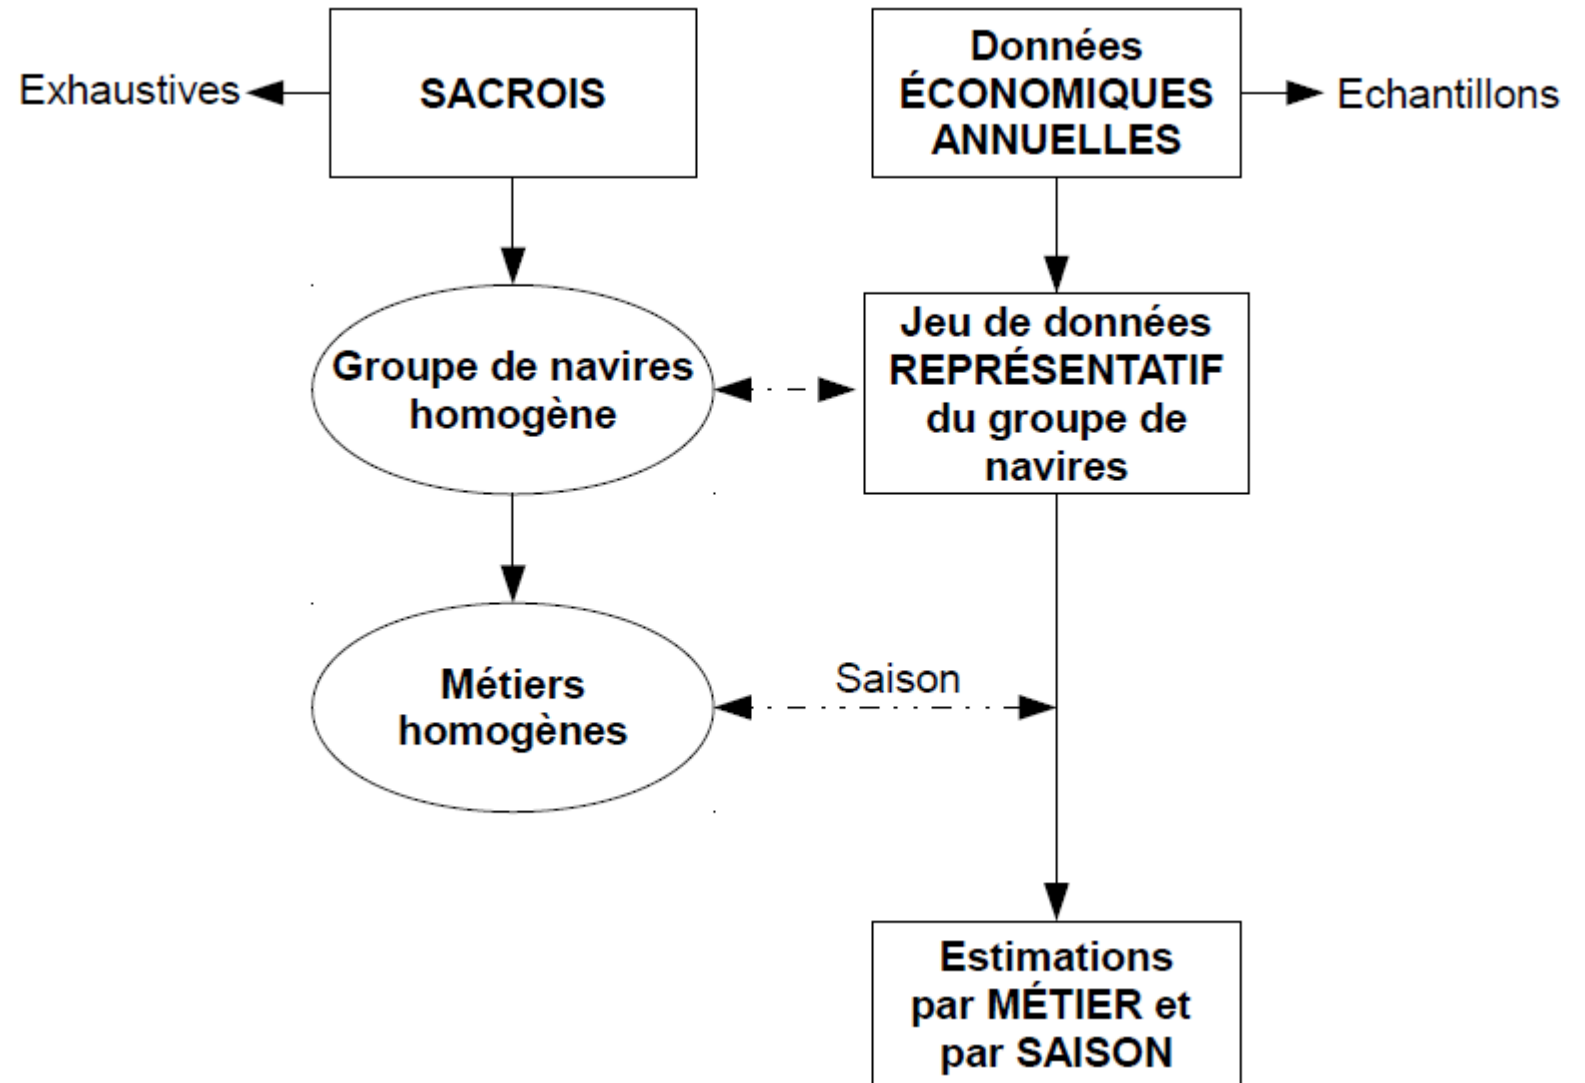 Exhaustives
SACROIS
Données
ÉCONOMIQUES
ANNUELLES
Echantillons
Groupe de navires
homogène
Jeu de données
REPRÉSENTATIF
du groupe de
navires
Métiers
homogènes
Saison
Estimations
par MÉTIER et
par SAISON